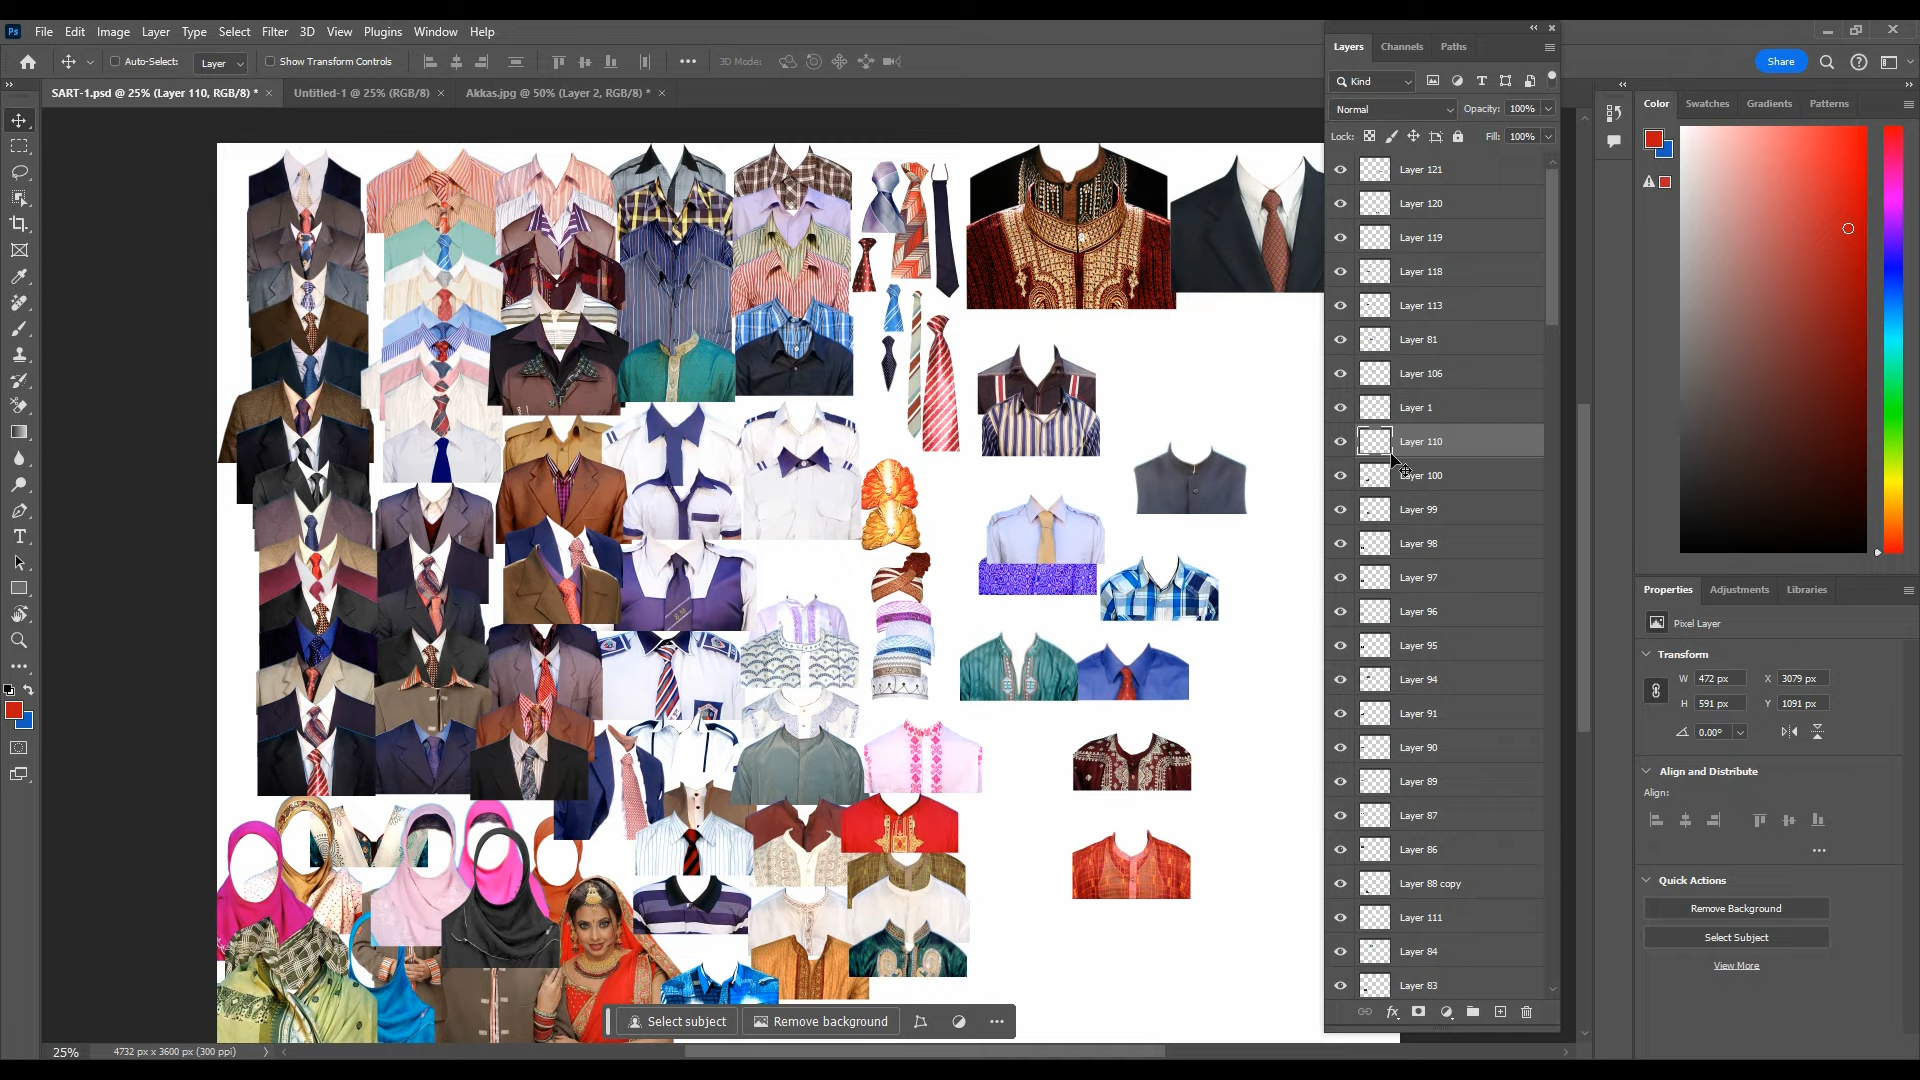 Ps File Edit Image Layer Type Select Filter 3D View Plugins Window Help
Auto-Select: Layer Show Transform Controls 3D Mode: Share
SART-1.psd @ 25% (Layer 110, RGB/8) * Untitled-1 @ 25% (RGB/8) Akkas.jpg @ 50% (Layer 2, RGB/8) *
Layers Channels Paths
Kind
Normal Opacity: 100%
Lock: Fill: 100%
Layer 121
Layer 120
Layer 119
Layer 118
Layer 113
Layer 81
Layer 106
Layer 1
Layer 110
Layer 100
Layer 99
Layer 98
Layer 97
Layer 96
Layer 95
Layer 94
Layer 91
Layer 90
Layer 89
Layer 87
Layer 86
Layer 88 copy
Layer 111
Layer 84
Layer 83
fx
Color Swatches Gradients Patterns
Properties Adjustments Libraries
Pixel Layer
Transform
W 472 px X 3079 px
H 591 px Y 1091 px
0.00°
Align and Distribute
Align:
Quick Actions
Remove Background
Select Subject
View More
Select subject Remove background
25% 4732 px x 3600 px (300 ppi)